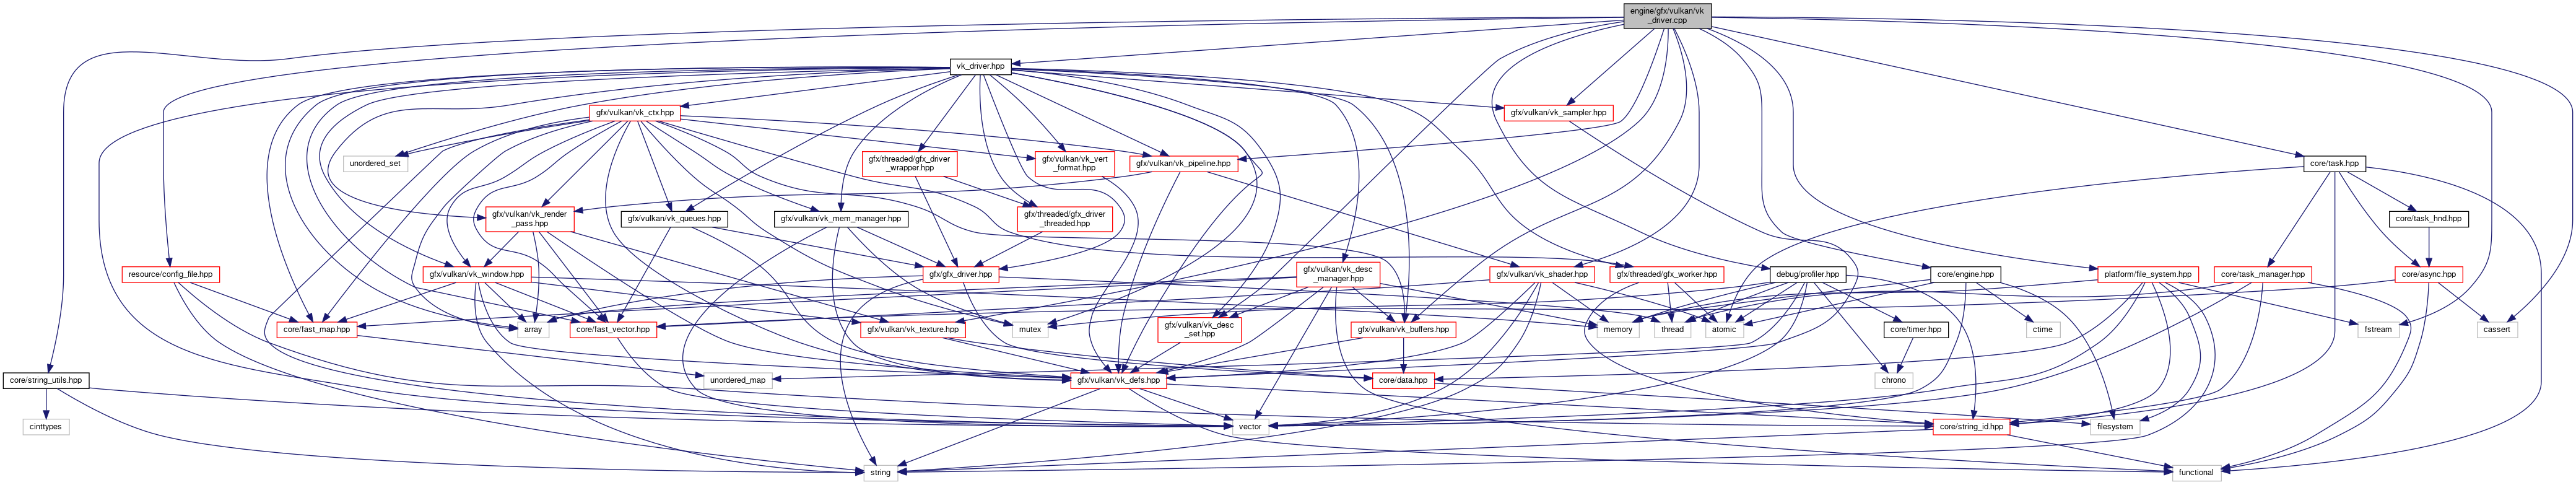 engine/gfx/vulkan/vk
_driver.cpp
vk_driver.hpp
gfx/vulkan/vk_ctx.hpp
gfx/vulkan/vk_sampler.hpp
unordered_set
gfx/threaded/gfx_driver
_wrapper.hpp
gfx/vulkan/vk_vert
_format.hpp
gfx/vulkan/vk_pipeline.hpp
core/task.hpp
gfx/vulkan/vk_render
_pass.hpp
gfx/vulkan/vk_queues.hpp
gfx/vulkan/vk_mem_manager.hpp
gfx/threaded/gfx_driver
_threaded.hpp
core/task_hnd.hpp
resource/config_file.hpp
gfx/vulkan/vk_window.hpp
gfx/gfx_driver.hpp
gfx/vulkan/vk_desc
_manager.hpp
gfx/vulkan/vk_shader.hpp
gfx/threaded/gfx_worker.hpp
debug/profiler.hpp
core/engine.hpp
platform/file_system.hpp
core/task_manager.hpp
core/async.hpp
core/fast_map.hpp
array
core/fast_vector.hpp
gfx/vulkan/vk_texture.hpp
mutex
gfx/vulkan/vk_desc
_set.hpp
gfx/vulkan/vk_buffers.hpp
memory
thread
atomic
core/timer.hpp
ctime
fstream
cassert
core/string_utils.hpp
unordered_map
gfx/vulkan/vk_defs.hpp
core/data.hpp
chrono
cinttypes
vector
core/string_id.hpp
filesystem
string
functional